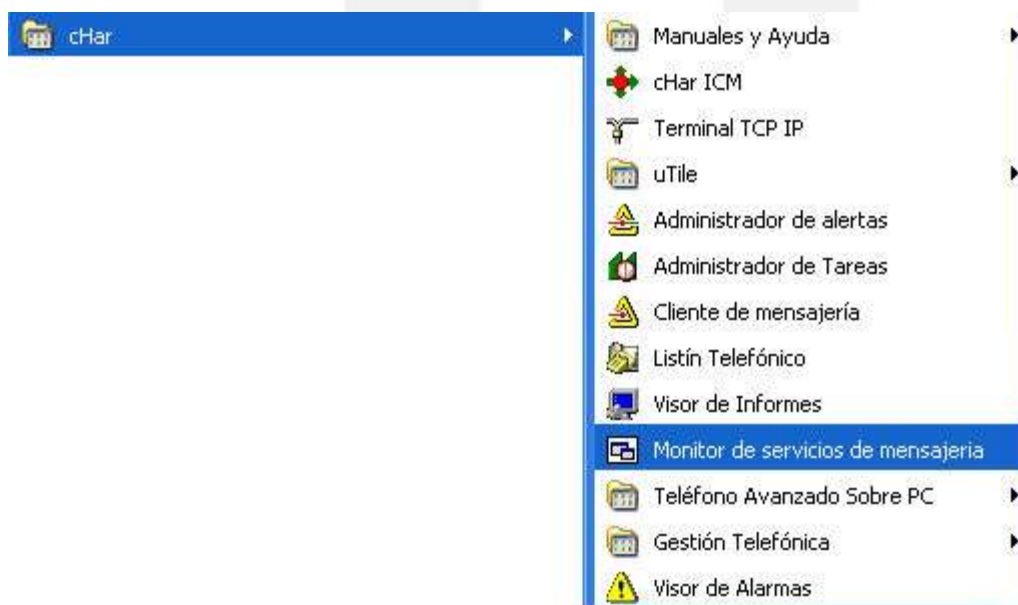 cHar
Manuales y Ayuda
cHar ICM
Terminal TCP IP
uTile
Administrador de alertas
Administrador de Tareas
Cliente de mensajería
Listín Telefónico
Visor de Informes
Monitor de servicios de mensajeria
Teléfono Avanzado Sobre PC
Gestión Telefónica
Visor de Alarmas